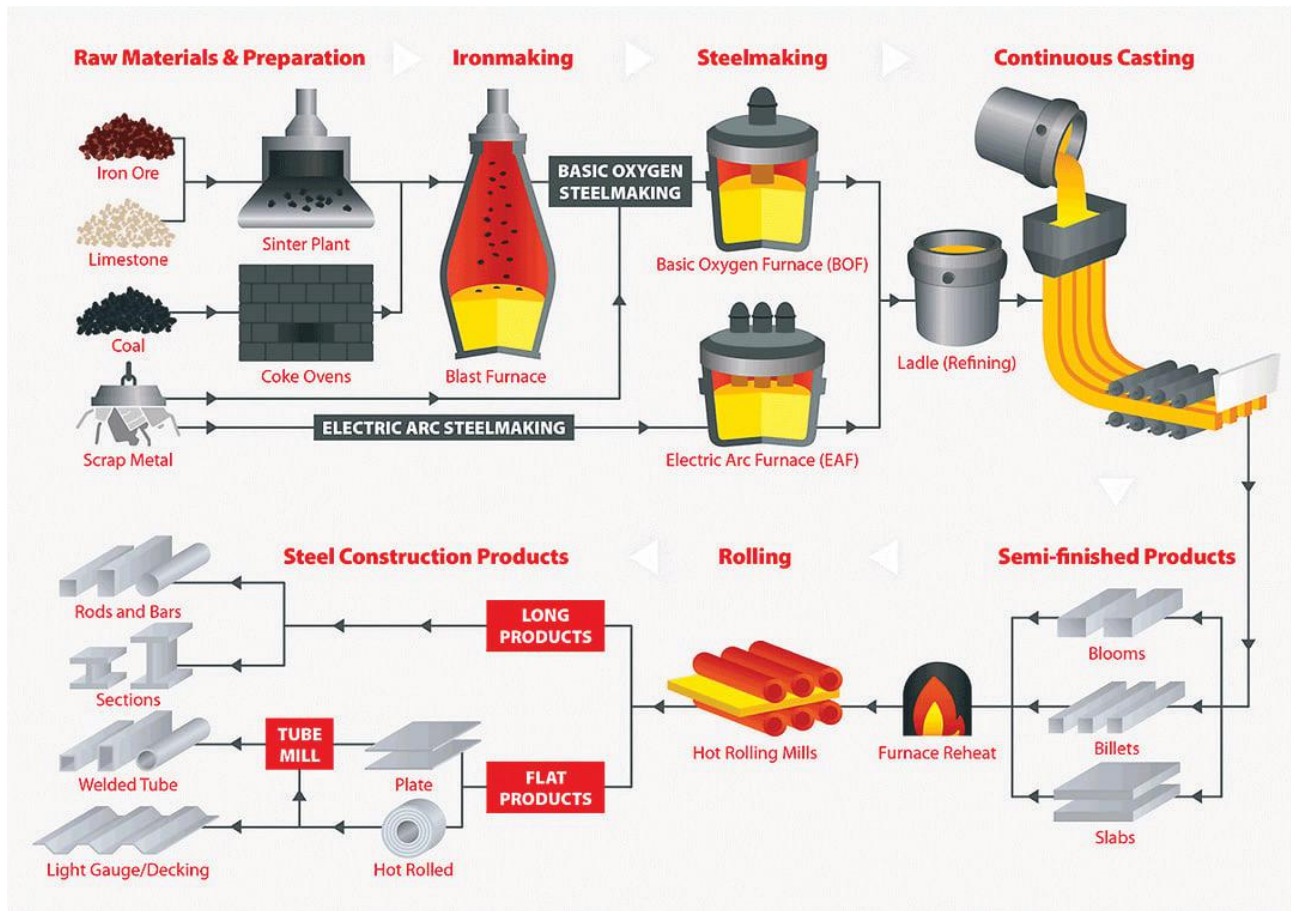 Raw Materials & Preparation
Ironmaking
Steelmaking
Continuous Casting
Iron Ore
Limestone
Sinter Plant
Coal
Coke Ovens
Scrap Metal
Blast Furnace
BASIC OXYGEN
STEELMAKING
ELECTRIC ARC STEELMAKING
Basic Oxygen Furnace (BOF)
Electric Arc Furnace (EAF)
Ladle (Refining)
Steel Construction Products
Rolling
Semi-finished Products
Rods and Bars
Sections
Welded Tube
Light Gauge/Decking
LONG
PRODUCTS
TUBE
MILL
Plate
FLAT
PRODUCTS
Hot Rolled
Hot Rolling Mills
Furnace Reheat
Blooms
Billets
Slabs